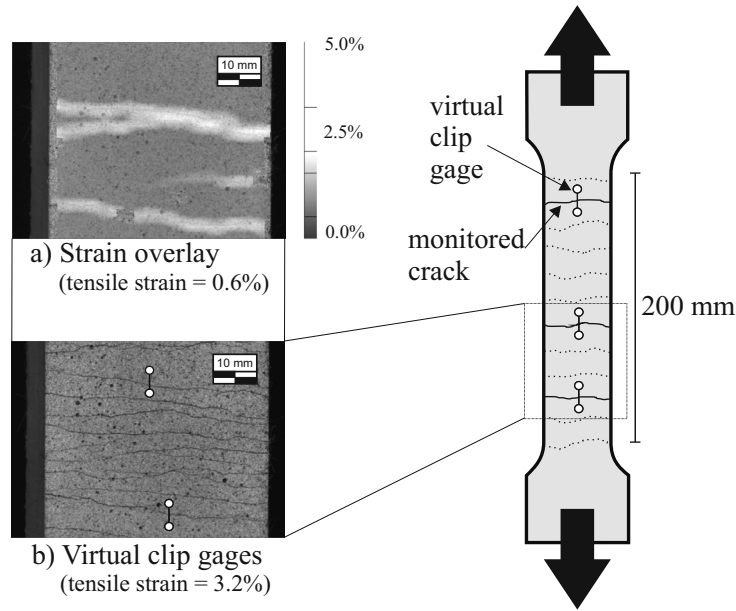 10 mm
5.0%
2.5%
0.0%
a) Strain overlay
(tensile strain = 0.6%)
10 mm
b) Virtual clip gages
(tensile strain = 3.2%)
virtual
clip
gage
monitored
crack
200 mm